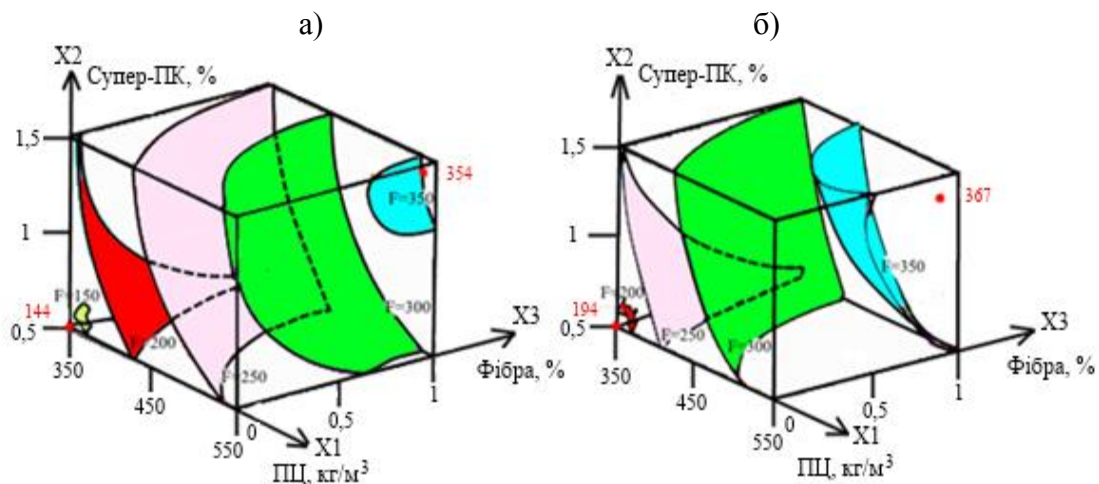 а)
X2
Супер-ПК, %
1,5
1
0,5
350
450
550
144
F=150
F=200
F=250
F=300
F=350
354
0
0,5
1
X3
Фібра, %
X1
ПЦ, кг/м³
б)
X2
Супер-ПК, %
1,5
1
0,5
350
450
550
194
F=200
F=250
F=300
F=350
367
0
0,5
1
X3
Фібра, %
X1
ПЦ, кг/м³